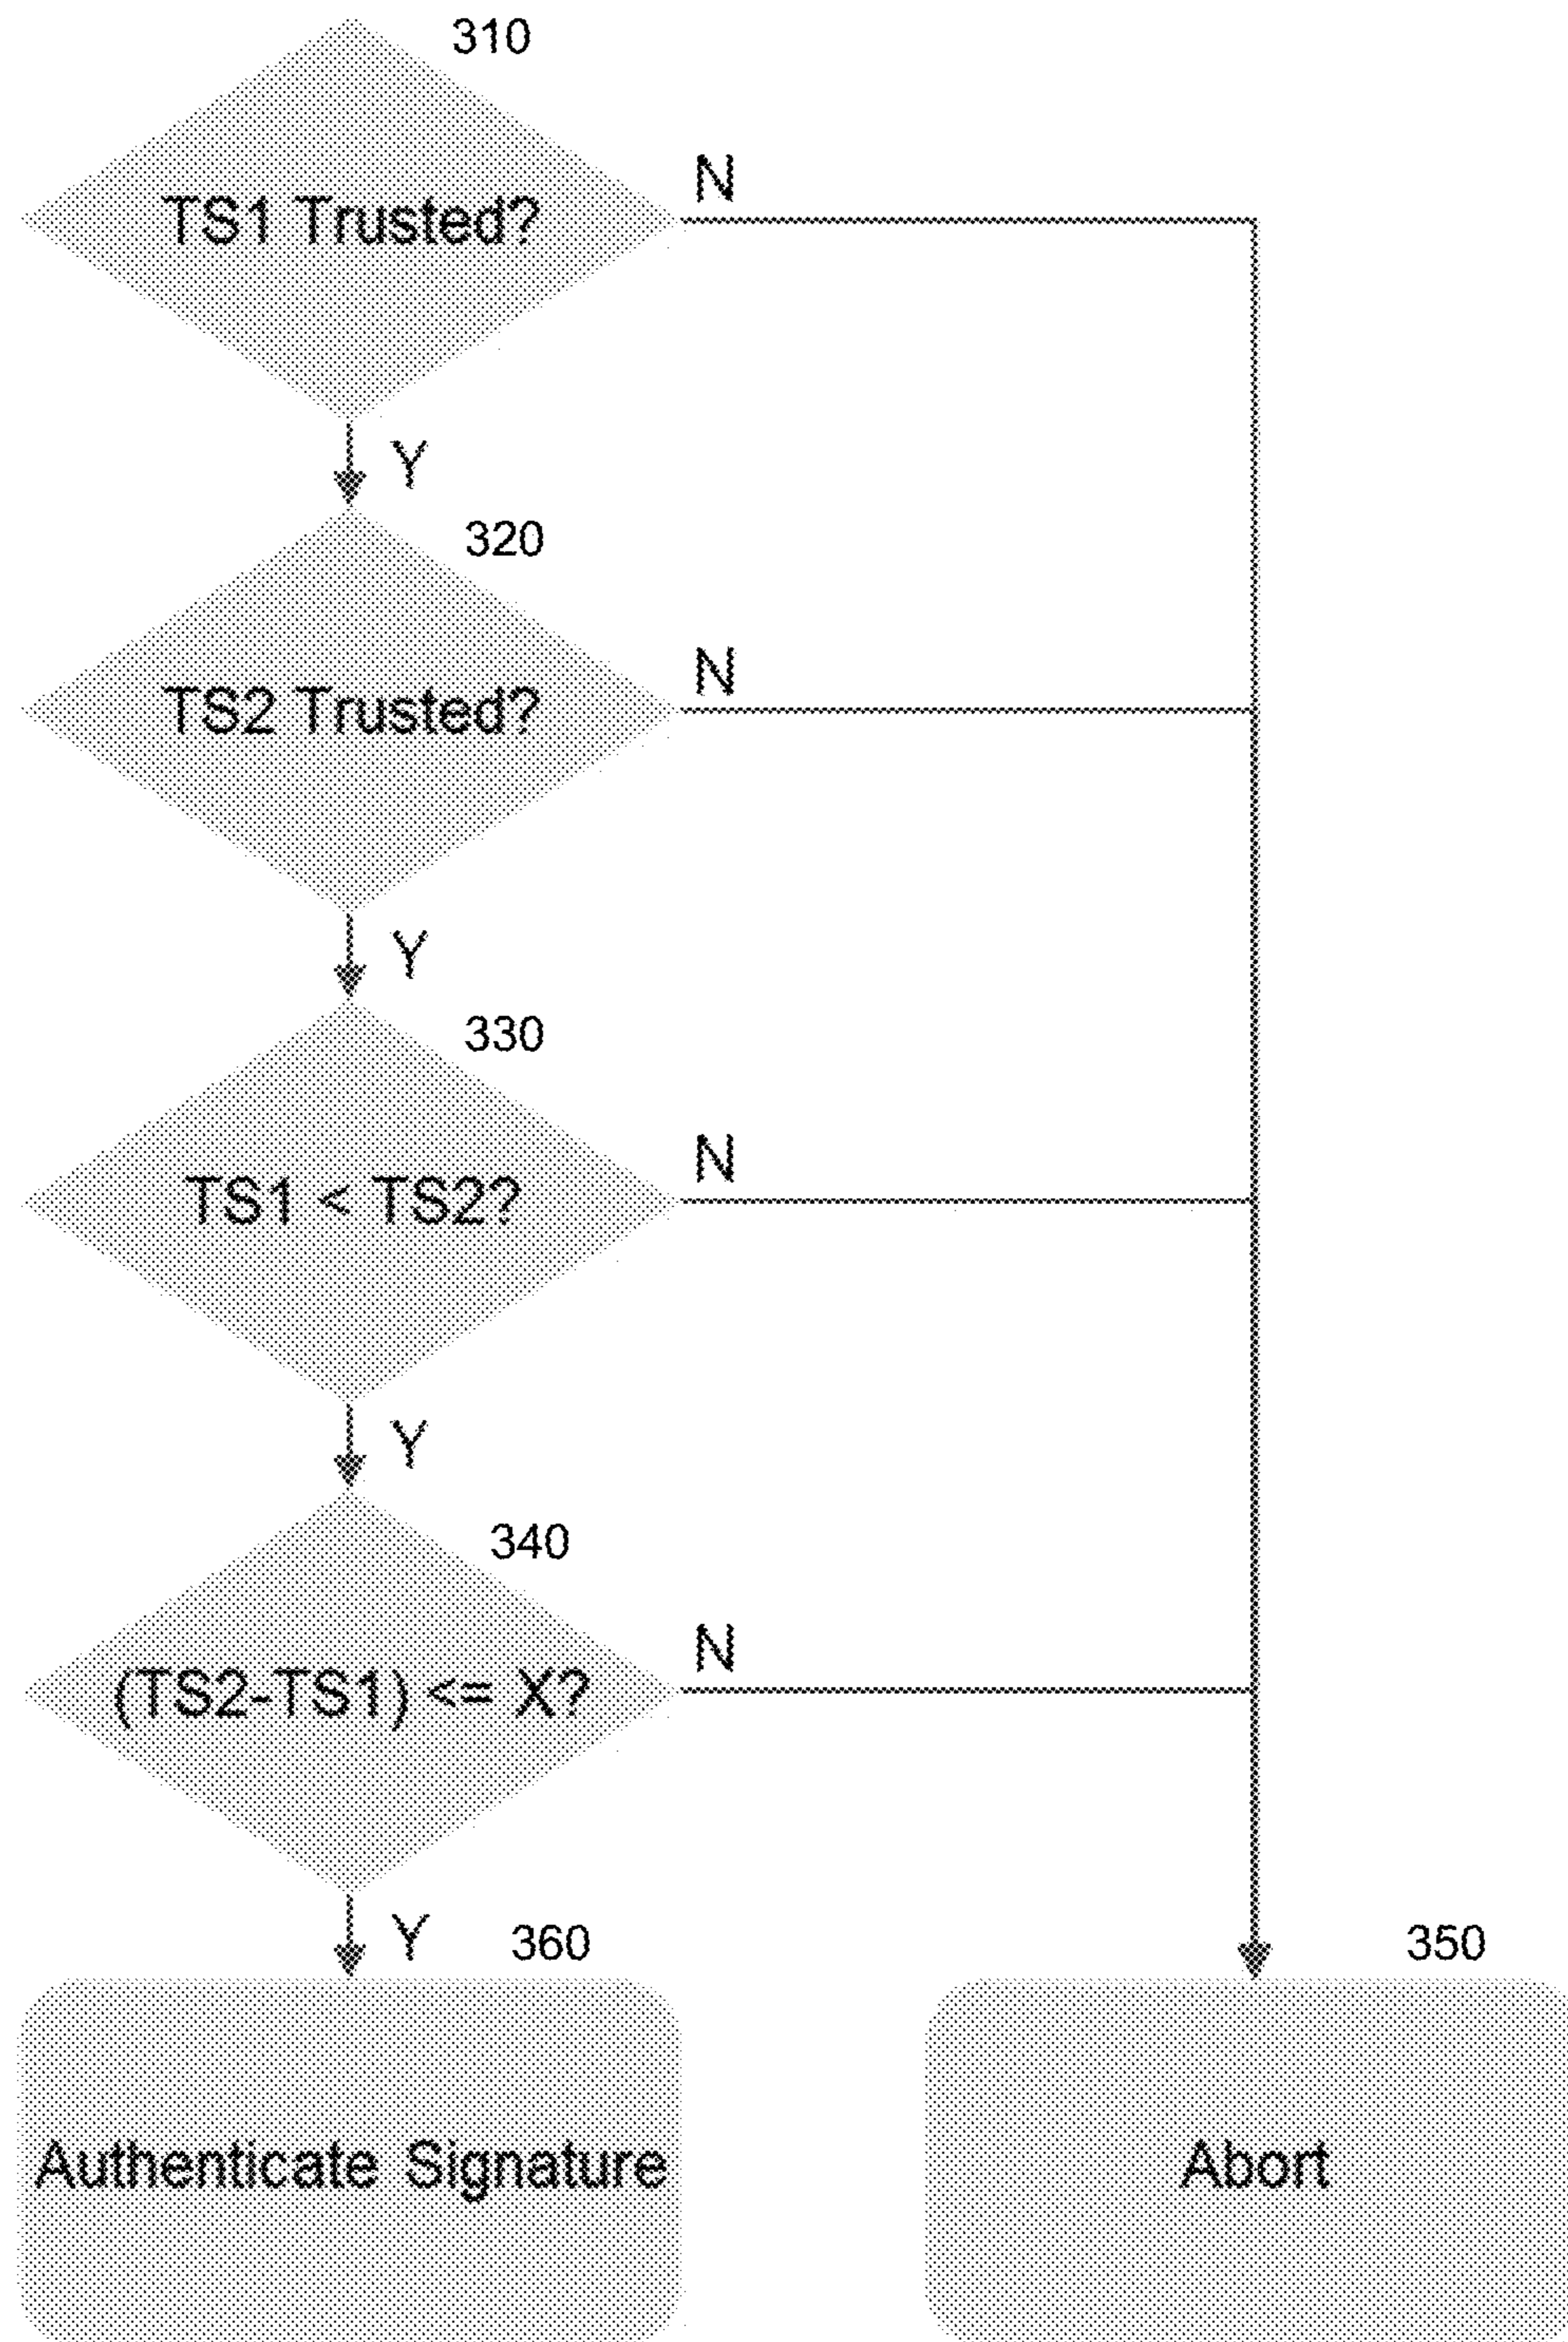 310
TS1 Trusted?
N
Y
320
TS2 Trusted?
N
Y
330
TS1 < TS2?
N
Y
340
(TS2-TS1) <= X?
N
Y
360
350
Authenticate Signature
Abort